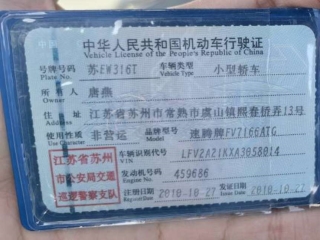 中华人民共和国机动车行驶证
Vehicle License of the People's Republic of China
号牌号码 苏EW316T 车辆类型 小型轿车
Plate No. Vehicle Type
所有人 唐燕
Owner
住址 江苏省苏州市常熟市虞山镇熙春桥弄13号
Address
使用性质 非营运 品牌型号 速腾牌FV7166ATG
Use Character Model
江苏省苏州
市公安局交通
巡逻警察支队
车辆识别代号 LFV2A21KXA3058014
VIN
发动机号码 459686
Engine No.
注册日期 2010-10-27 发证日期 2010-10-27
Register Date Issue Date